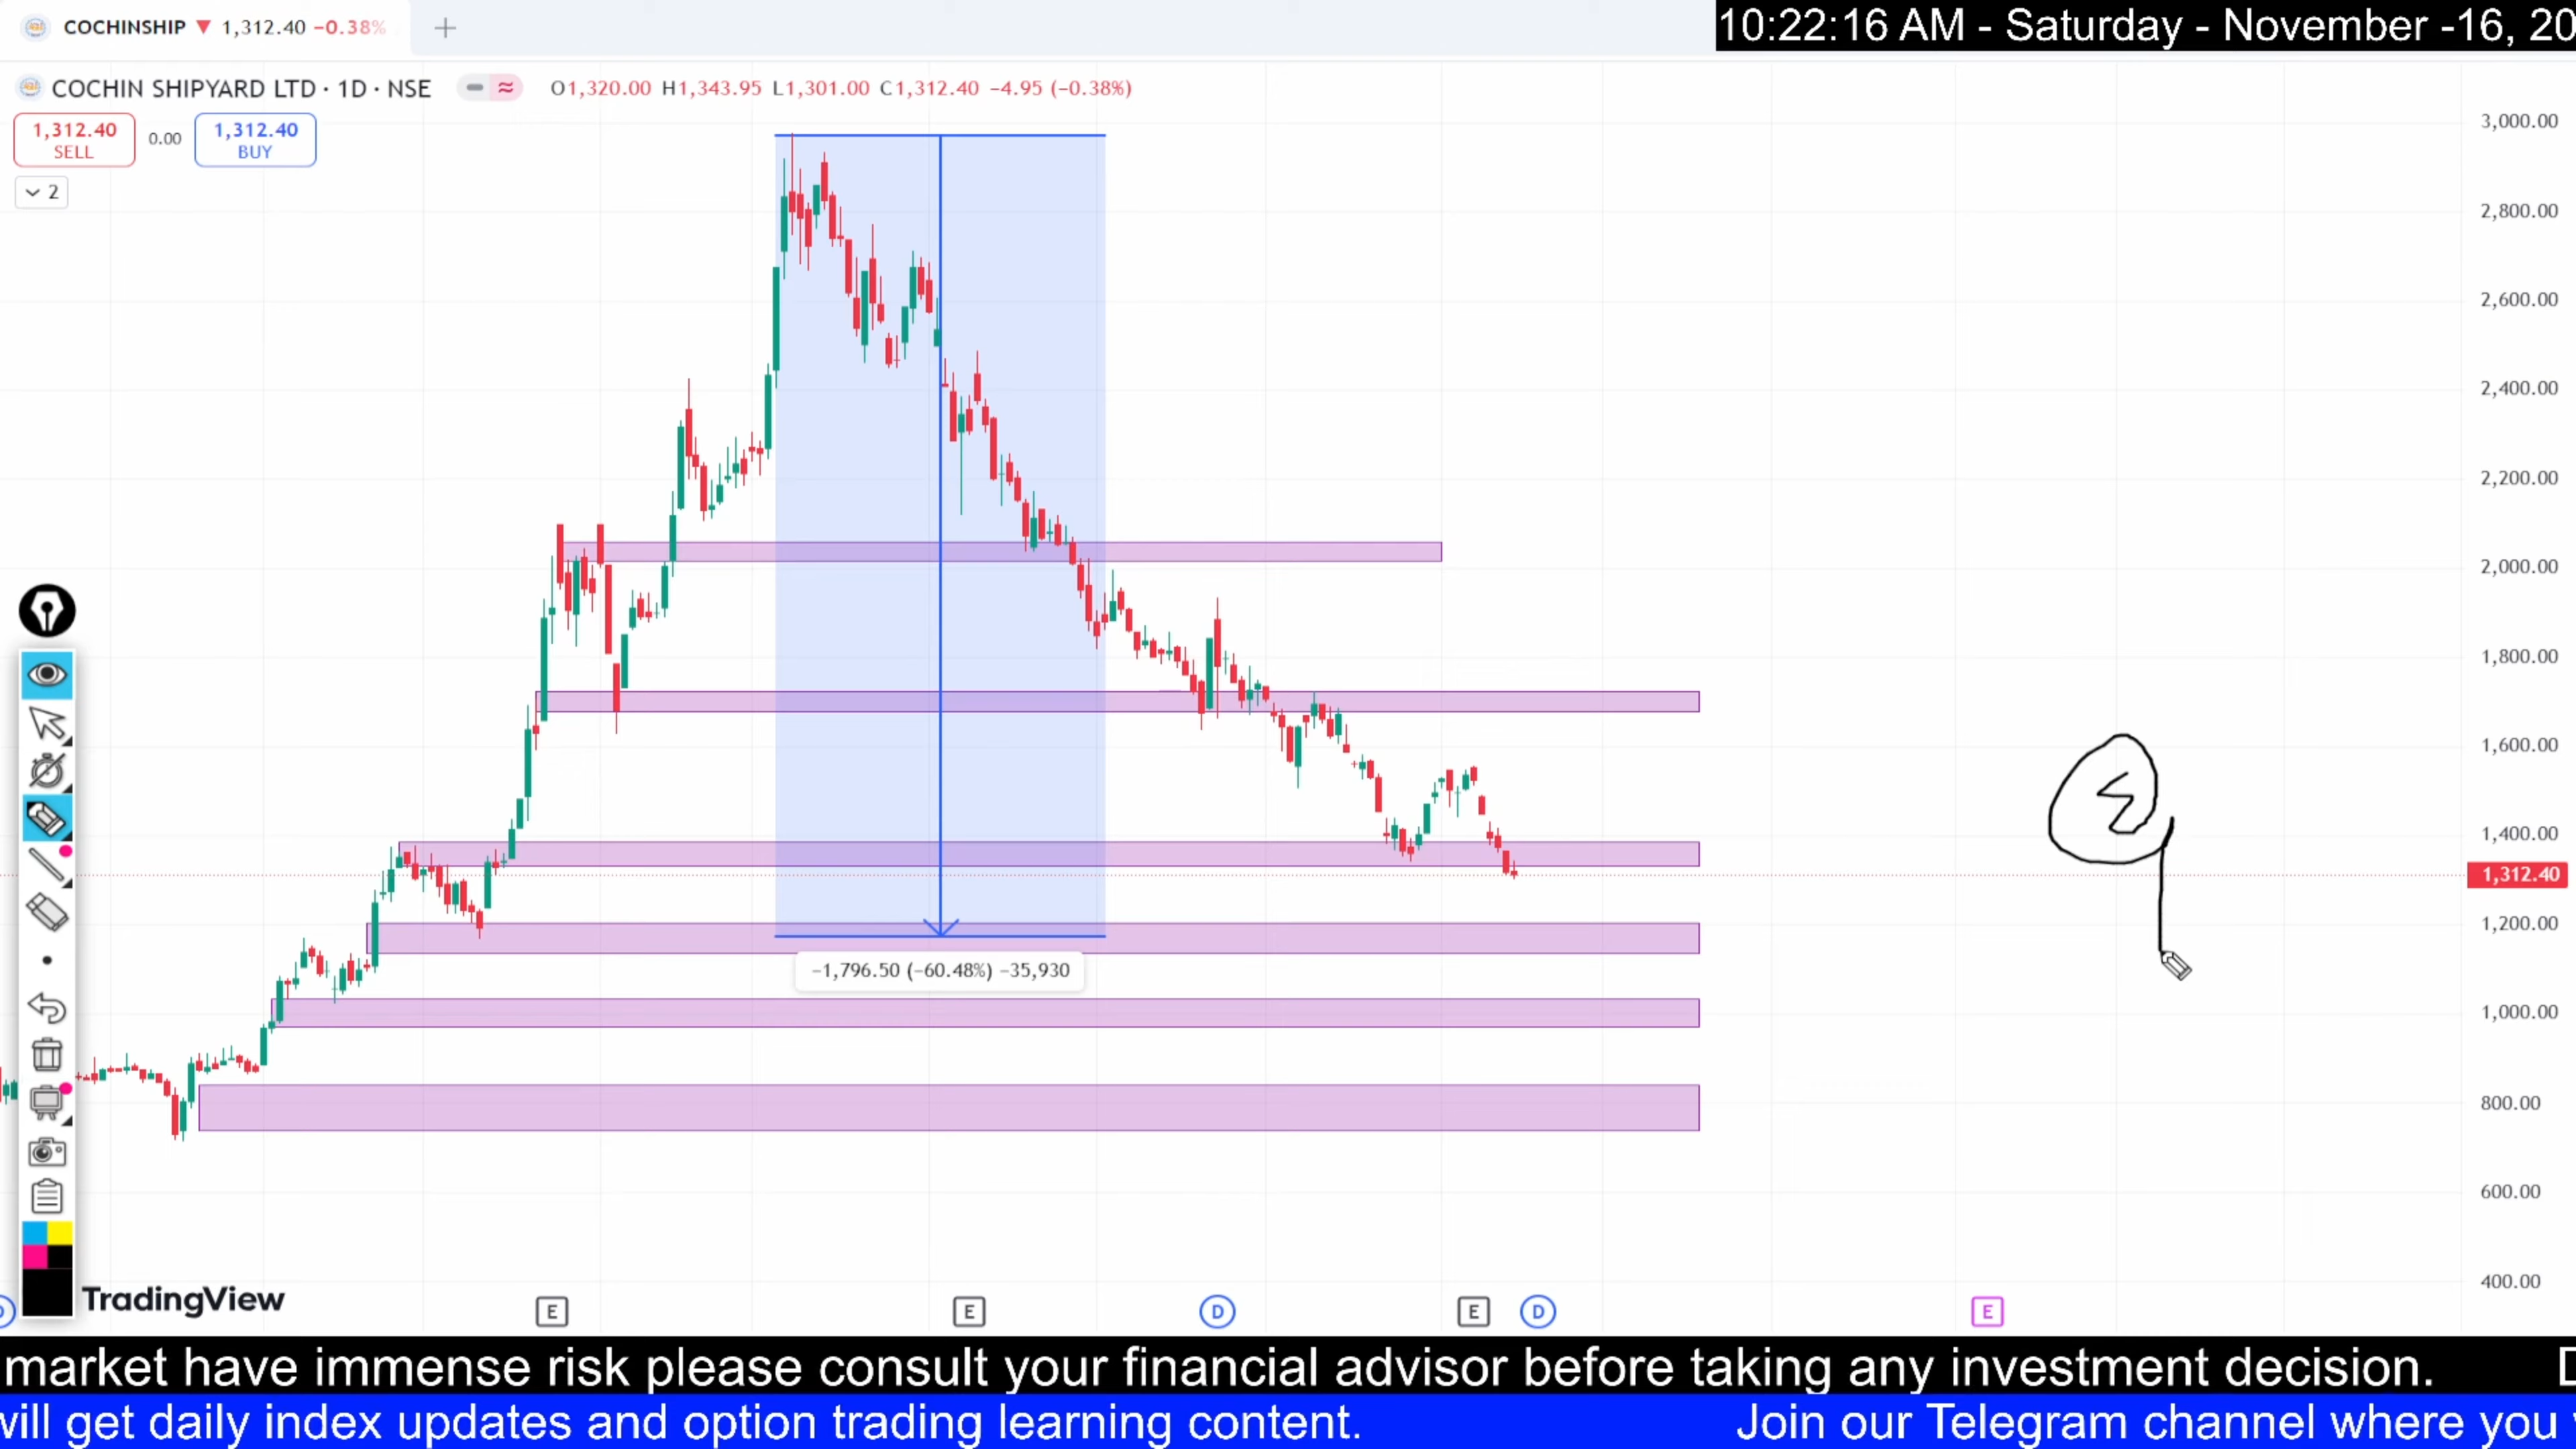 COCHINSHIP ▼ 1,312.40 −0.38%
10:22:16 AM - Saturday - November -16, 20
COCHIN SHIPYARD LTD · 1D · NSE
O1,320.00 H1,343.95 L1,301.00 C1,312.40 −4.95 (−0.38%)
1,312.40
SELL
0.00
1,312.40
BUY
2
3,000.00
2,800.00
2,600.00
2,400.00
2,200.00
2,000.00
1,800.00
1,600.00
1,400.00
1,312.40
1,200.00
1,000.00
800.00
600.00
400.00
−1,796.50 (−60.48%) −35,930
TradingView
E
E
D
E
D
E
market have immense risk please consult your financial advisor before taking any investment decision.
will get daily index updates and option trading learning content.
Join our Telegram channel where you